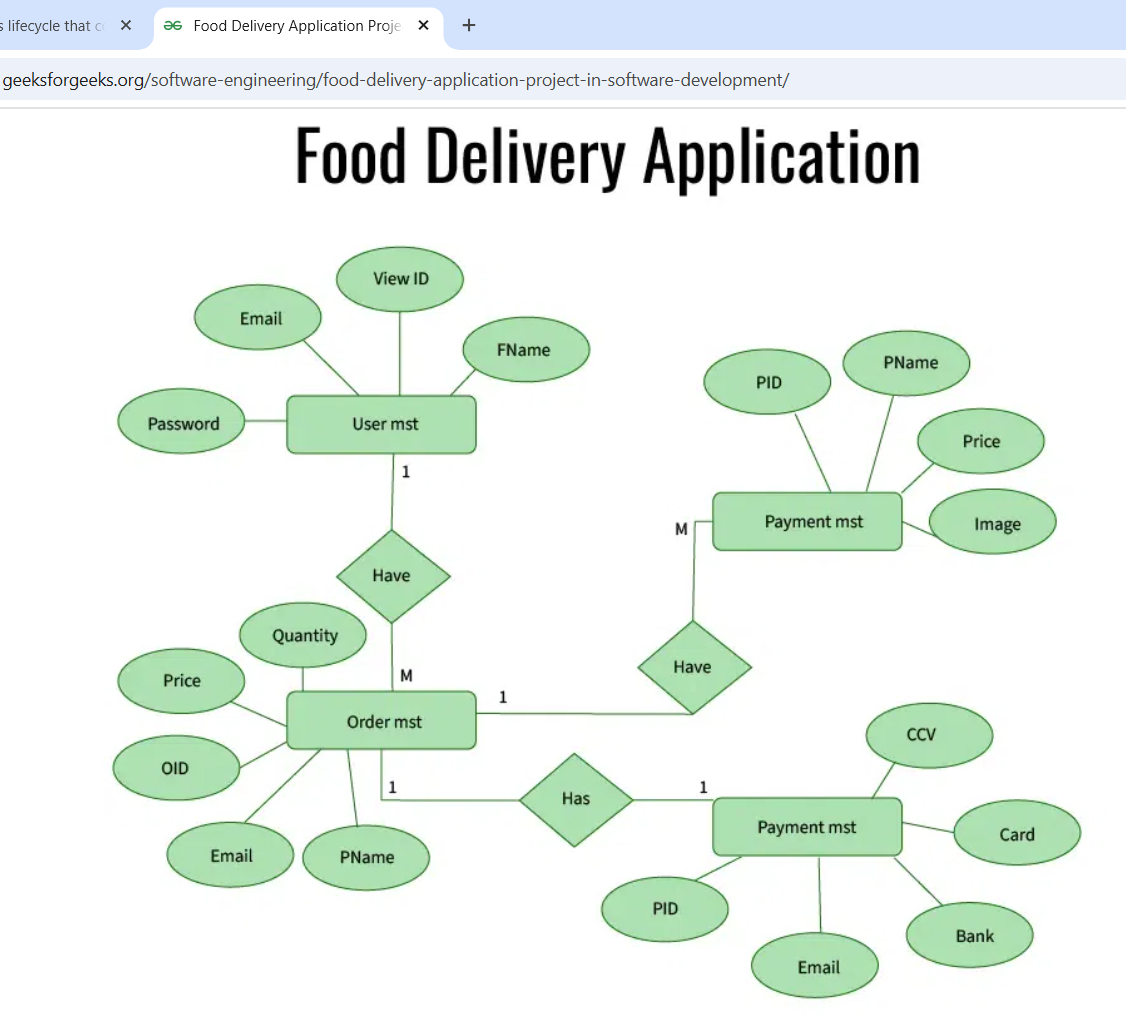 s lifecycle that c
Food Delivery Application Proje
geeksforgeeks.org/software-engineering/food-delivery-application-project-in-software-development/
Food Delivery Application
View ID
Email
FName
Password
User mst
1
Have
M
PID
PName
Price
Image
Payment mst
M
Have
1
Quantity
Price
OID
Order mst
Email
PName
1
Has
1
Payment mst
CCV
Card
Bank
PID
Email